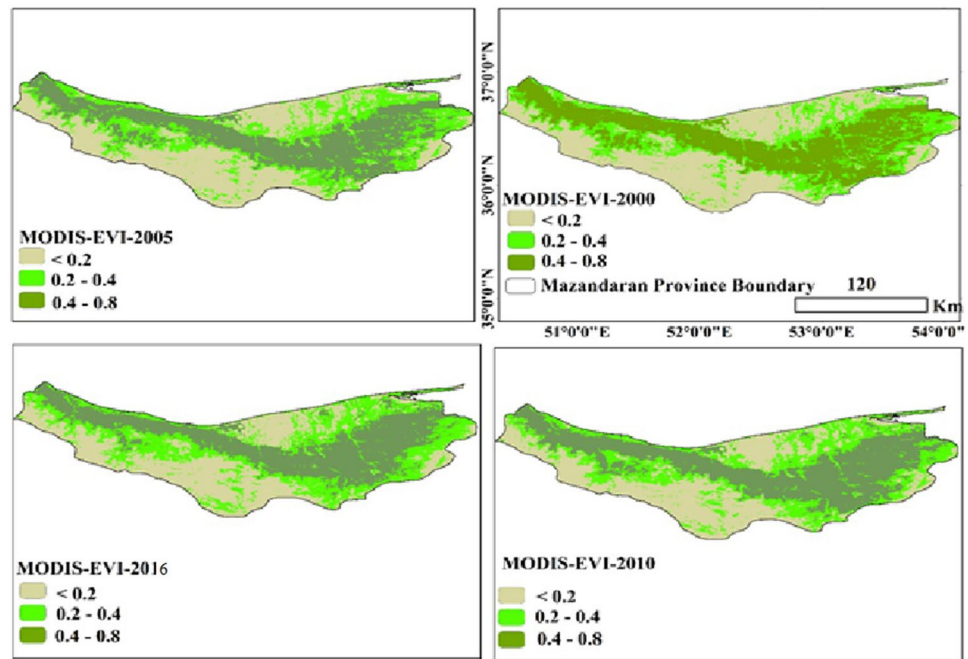 MODIS-EVI-2005
< 0.2
0.2 - 0.4
0.4 - 0.8
37°0'0"N
36°0'0"N
35°0'0"N
MODIS-EVI-2000
< 0.2
0.2 - 0.4
0.4 - 0.8
Mazandaran Province Boundary
120
Km
51°0'0"E 52°0'0"E 53°0'0"E 54°0'0"E
MODIS-EVI-2016
< 0.2
0.2 - 0.4
0.4 - 0.8
MODIS-EVI-2010
< 0.2
0.2 - 0.4
0.4 - 0.8